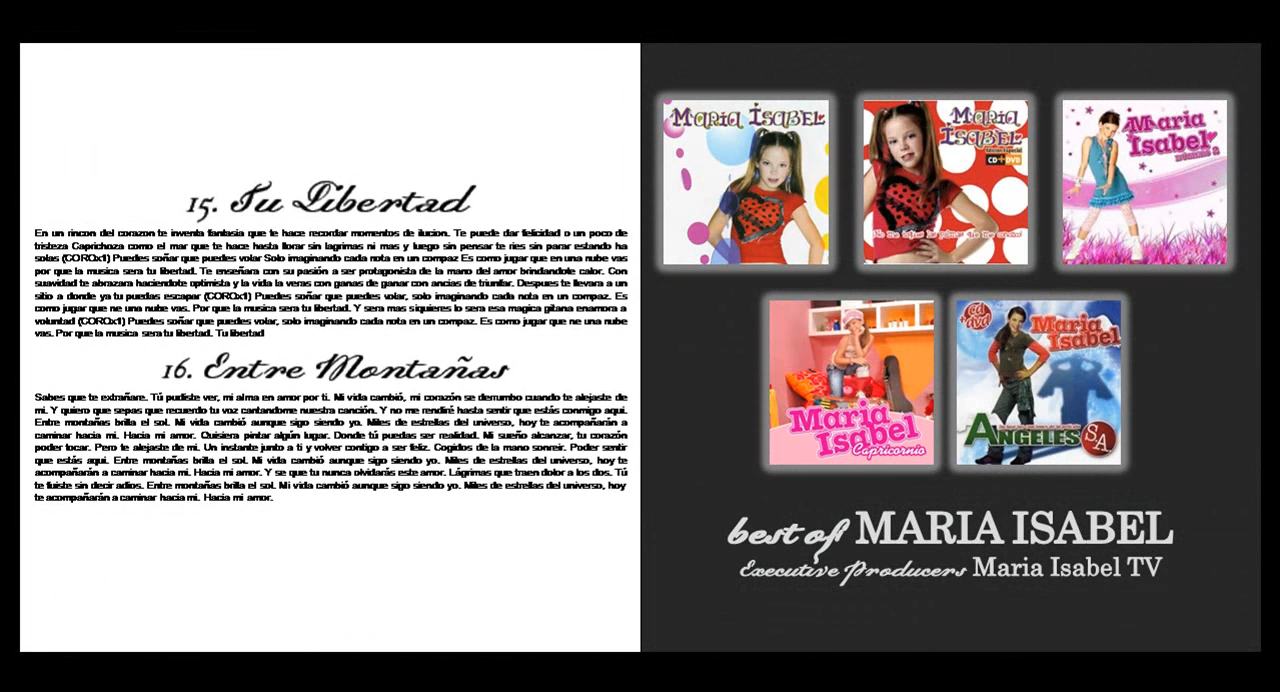 15. Tu Libertad
En un rincon del corazon te inventa fantasia que te hace recordar momentos de ilucion. Te puede dar felicidad o un poco de
tristeza Caprichoza como el mar que te hace hasta llorar sin lagrimas ni mas y luego sin pensar te ries sin parar estando ha
solas (COROx1) Puedes soñar que puedes volar Solo imaginando cada nota en un compaz Es como jugar que en una nube vas
por que la musica sera tu libertad. Te enseñara con su pasión a ser protagonista de la mano del amor brindandote calor. Con
suavidad te abrazara haciendote optimista y la vida la veras con ganas de ganar con ancias de triunfar. Despues te llevara a un
sitio a donde ya tu puedas escapar (COROx1) Puedes soñar que puedes volar, solo imaginando cada nota en un compaz. Es
como jugar que ne una nube vas. Por que la musica sera tu libertad. Y sera mas siquieres lo sera esa magica gitana enamora a
voluntad (COROx1) Puedes soñar que puedes volar, solo imaginando cada nota en un compaz. Es como jugar que ne una nube
vas. Por que la musica sera tu libertad. Tu libertad
16. Entre Montañas
Sabes que te extrañare. Tú pudiste ver, mi alma en amor por ti. Mi vida cambió, mi corazón se derrumbo cuando te alejaste de
mi. Y quiero que sepas que recuerdo tu voz cantandome nuestra canción. Y no me rendiré hasta sentir que estás conmigo aqui.
Entre montañas brilla el sol. Mi vida cambió aunque sigo siendo yo. Miles de estrellas del universo, hoy te acompañarán a
caminar hacia mi. Hacia mi amor. Quisiera pintar algún lugar. Donde tú puedas ser realidad. Mi sueño alcanzar, tu corazón
poder tocar. Pero te alejaste de mi. Un instante junto a ti y volver contigo a ser feliz. Cogidos de la mano sonreir. Poder sentir
que estás aqui. Entre montañas brilla el sol. Mi vida cambió aunque sigo siendo yo. Miles de estrellas del universo, hoy te
acompañarán a caminar hacia mi. Hacia mi amor. Y se que tu nunca olvidarás este amor. Lágrimas que traen dolor a los dos. Tú
te fuiste sin decir adios. Entre montañas brilla el sol. Mi vida cambió aunque sigo siendo yo. Miles de estrellas del universo, hoy
te acompañarán a caminar hacia mi. Hacia mi amor.
Maria Isabel
Maria
Isabel
Edición Especial
CD+DVD
No me toques las palmas que me conozco
Maria
Isabel
número 2
Maria
Isabel
Capricornio
cd
+dvd
Maria
Isabel
ANGELES S.A.
best of MARIA ISABEL
Executive Producers Maria Isabel TV